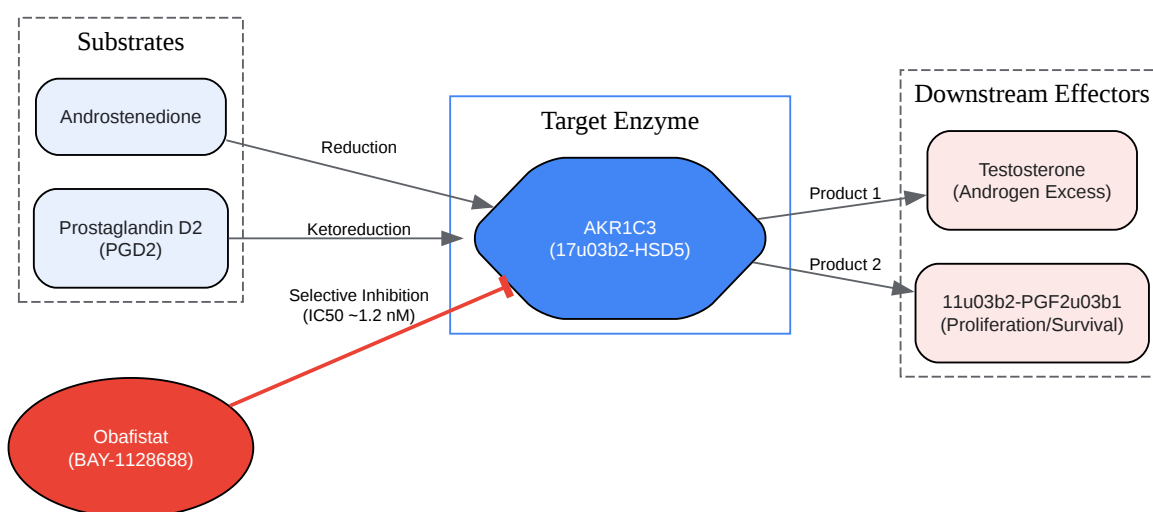 Substrates
Androstenedione
Prostaglandin D2
(PGD2)
Reduction
Ketoreduction
Selective Inhibition
(IC50 ~1.2 nM)
Obafistat
(BAY-1128688)
Target Enzyme
AKR1C3
(17u03b2-HSD5)
Product 1
Product 2
Downstream Effectors
Testosterone
(Androgen Excess)
11u03b2-PGF2u03b1
(Proliferation/Survival)